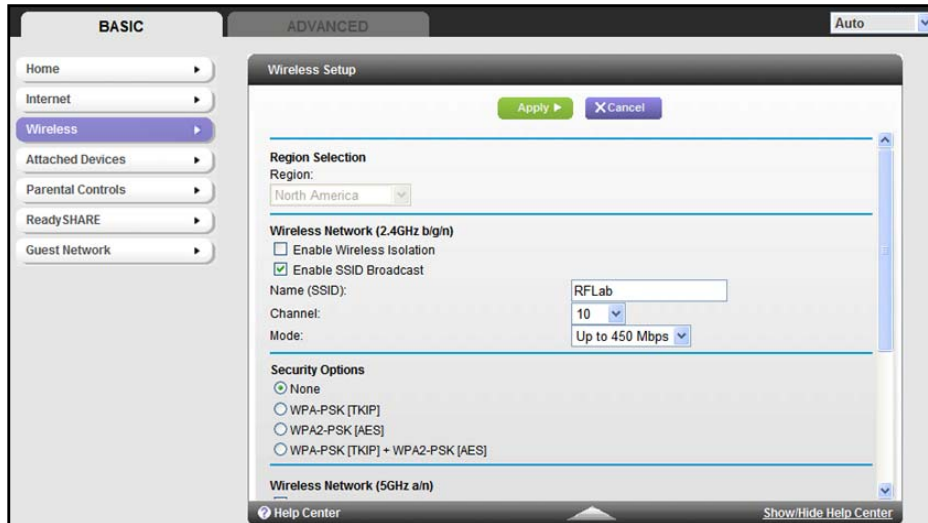 BASIC
ADVANCED
Auto
Home
Internet
Wireless
Attached Devices
Parental Controls
ReadySHARE
Guest Network
Wireless Setup
Apply
Cancel
Region Selection
Region:
North America
Wireless Network (2.4GHz b/g/n)
Enable Wireless Isolation
Enable SSID Broadcast
Name (SSID): RFLab
Channel: 10
Mode: Up to 450 Mbps
Security Options
None
WPA-PSK [TKIP]
WPA2-PSK [AES]
WPA-PSK [TKIP] + WPA2-PSK [AES]
Wireless Network (5GHz a/n)
Help Center
Show/Hide Help Center